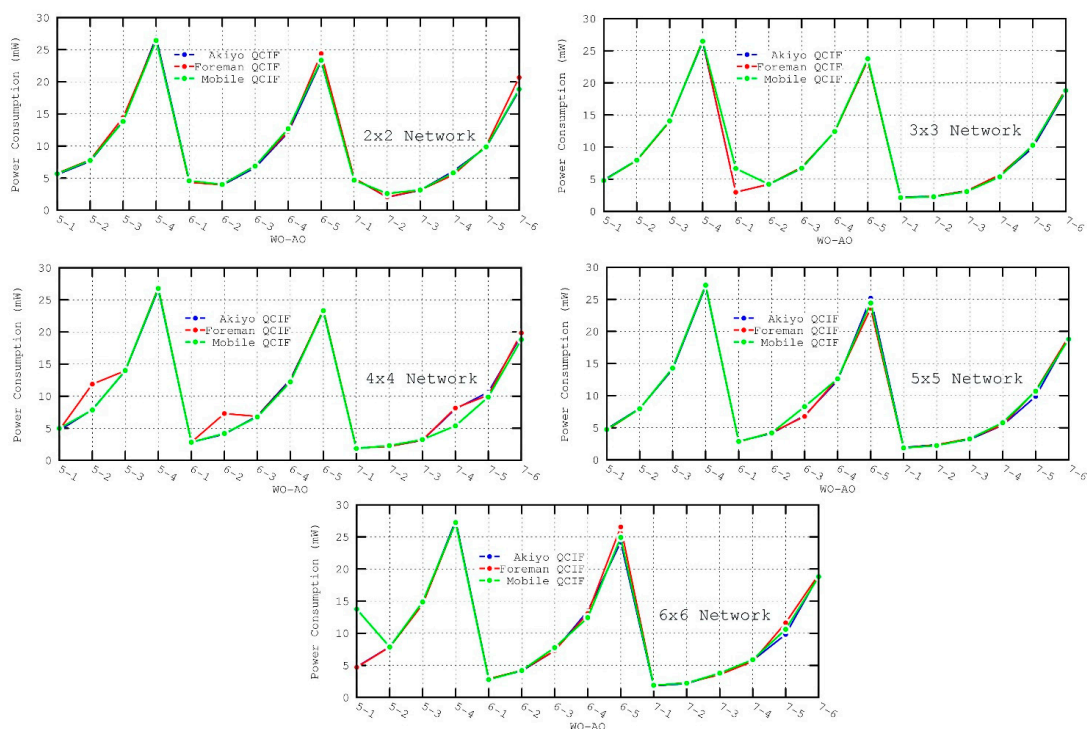 Power Consumption (mW)
30
25
20
15
10
5
0
Akiyo QCIF
Foreman QCIF
Mobile QCIF
2x2 Network
5-1 5-2 5-3 5-4 6-1 6-2 6-3 6-4 6-5 7-1 7-2 7-3 7-4 7-5 7-6
WO-AO
Power Consumption (mW)
30
25
20
15
10
5
0
Akiyo QCIF
Foreman QCIF
Mobile QCIF
3x3 Network
5-1 5-2 5-3 5-4 6-1 6-2 6-3 6-4 6-5 7-1 7-2 7-3 7-4 7-5 7-6
WO-AO
Power Consumption (mW)
30
25
20
15
10
5
0
Akiyo QCIF
Foreman QCIF
Mobile QCIF
4x4 Network
5-1 5-2 5-3 5-4 6-1 6-2 6-3 6-4 6-5 7-1 7-2 7-3 7-4 7-5 7-6
WO-AO
Power Consumption (mW)
30
25
20
15
10
5
0
Akiyo QCIF
Foreman QCIF
Mobile QCIF
5x5 Network
5-1 5-2 5-3 5-4 6-1 6-2 6-3 6-4 6-5 7-1 7-2 7-3 7-4 7-5 7-6
WO-AO
Power Consumption (mW)
30
25
20
15
10
5
0
Akiyo QCIF
Foreman QCIF
Mobile QCIF
6x6 Network
5-1 5-2 5-3 5-4 6-1 6-2 6-3 6-4 6-5 7-1 7-2 7-3 7-4 7-5 7-6
WO-AO